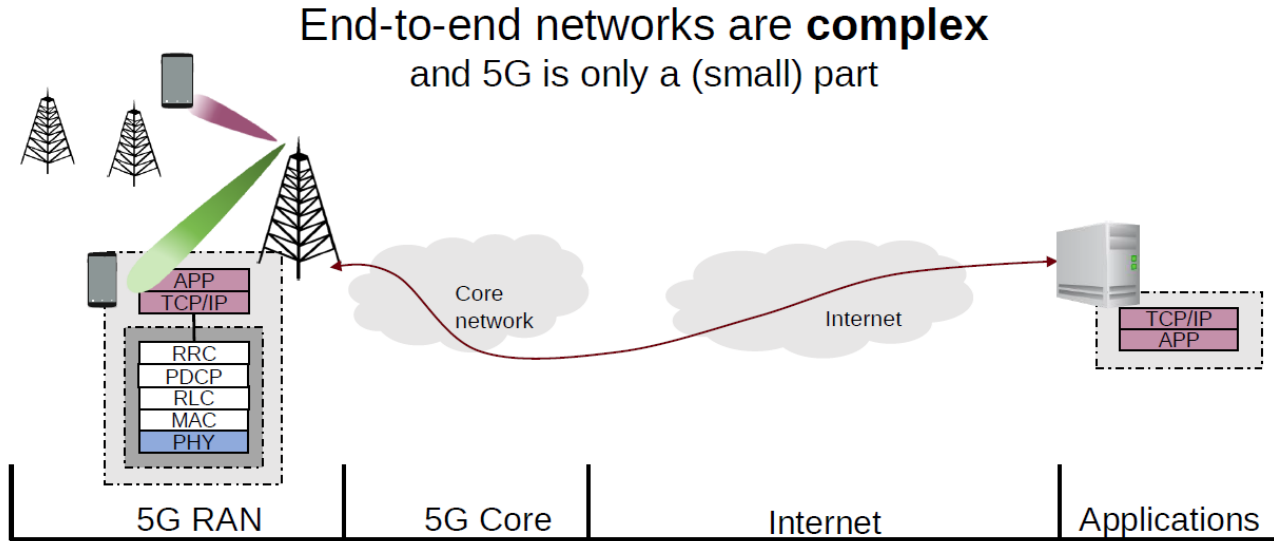 End-to-end networks are complex
and 5G is only a (small) part
APP
TCP/IP
RRC
PDCP
RLC
MAC
PHY
Core
network
Internet
TCP/IP
APP
5G RAN
5G Core
Internet
Applications